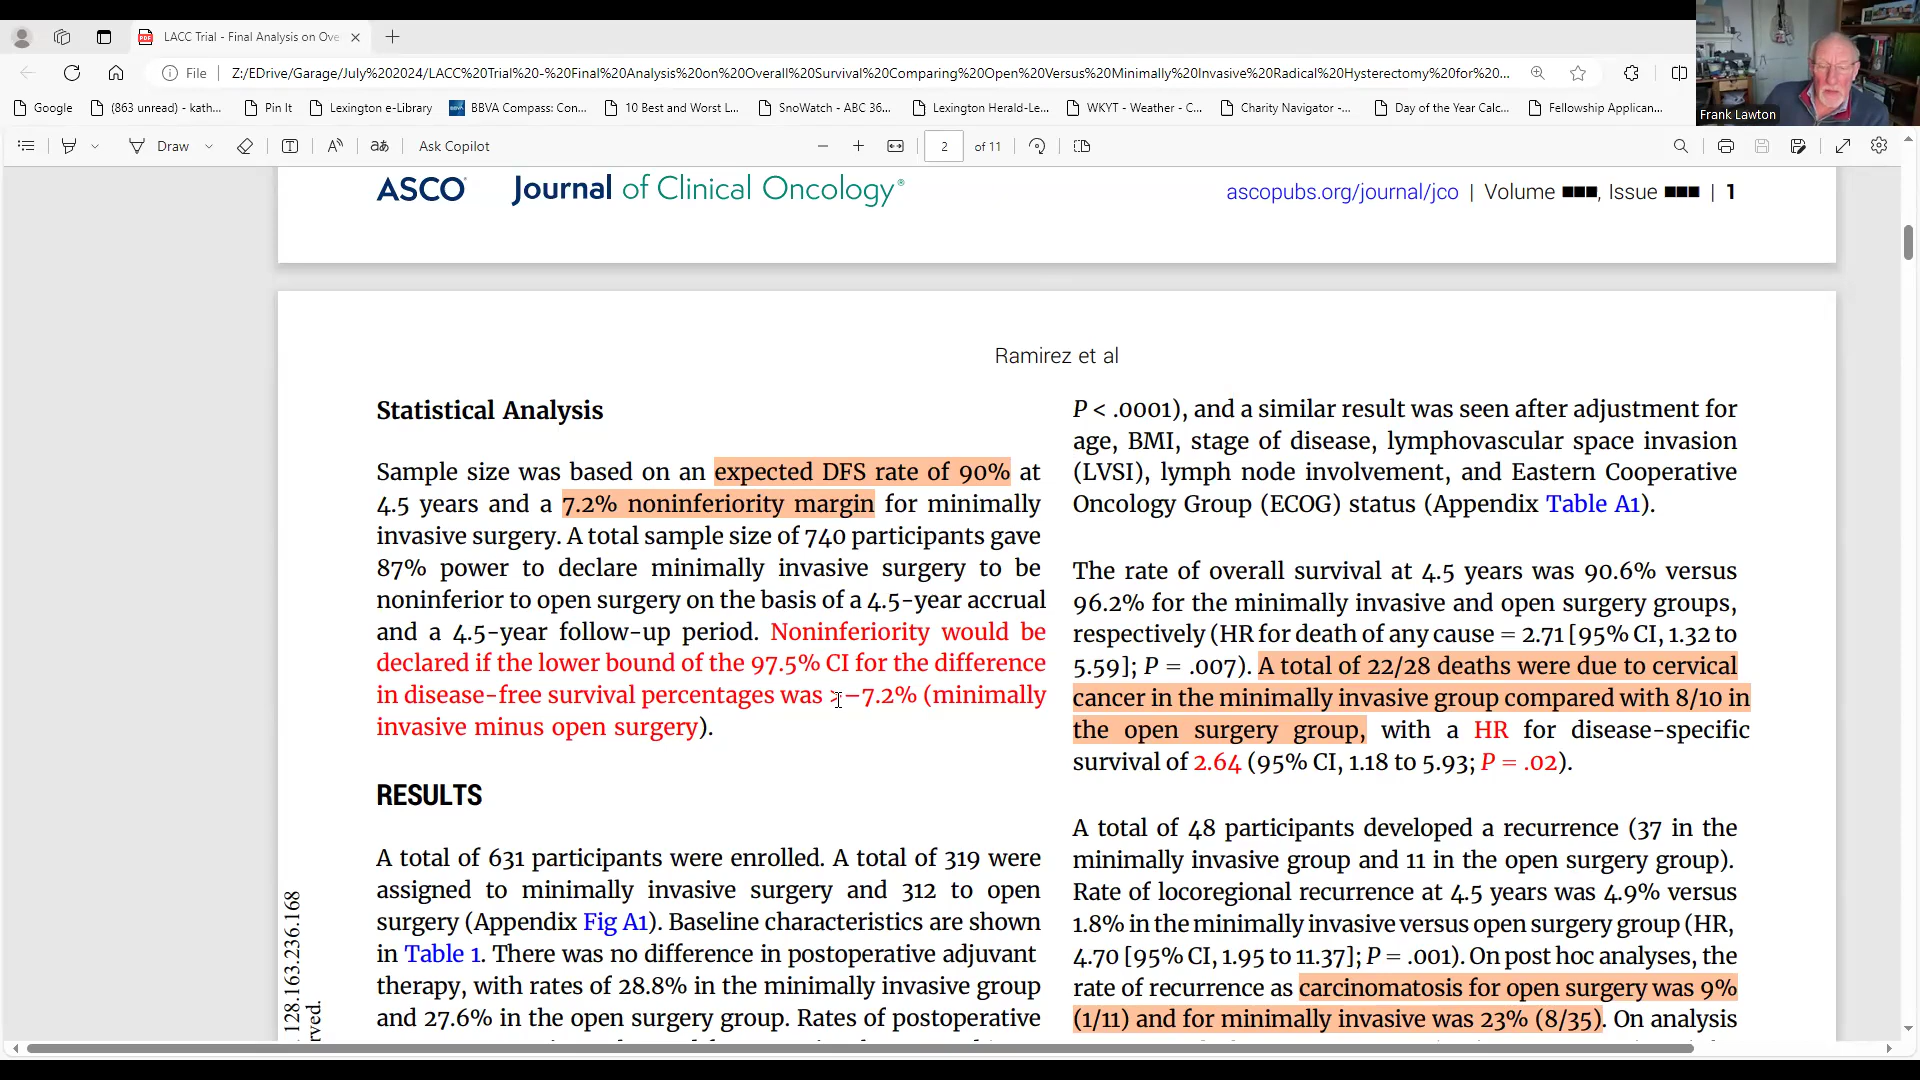 LACC Trial - Final Analysis on Ove
File
Z:/EDrive/Garage/July%202024/LACC%20Trial%20-%20Final%20Analysis%20on%20Overall%20Survival%20Comparing%20Open%20Versus%20Minimally%20Invasive%20Radical%20Hysterectomy%20for%20...
Google
(863 unread) - kath...
Pin It
Lexington e-Library
BBVA Compass: Con...
10 Best and Worst L...
SnoWatch - ABC 36...
Lexington Herald-Le...
WKYT - Weather - C...
Charity Navigator -...
Day of the Year Calc...
Fellowship Applican...
Frank Lawton
Draw
Ask Copilot
2 of 11
ASCO Journal of Clinical Oncology®
ascopubs.org/journal/jco | Volume ■■■, Issue ■■■ | 1
Ramirez et al
Statistical Analysis
Sample size was based on an expected DFS rate of 90% at
4.5 years and a 7.2% noninferiority margin for minimally
invasive surgery. A total sample size of 740 participants gave
87% power to declare minimally invasive surgery to be
noninferior to open surgery on the basis of a 4.5-year accrual
and a 4.5-year follow-up period. Noninferiority would be
declared if the lower bound of the 97.5% CI for the difference
in disease-free survival percentages was −7.2% (minimally
invasive minus open surgery).
RESULTS
A total of 631 participants were enrolled. A total of 319 were
assigned to minimally invasive surgery and 312 to open
surgery (Appendix Fig A1). Baseline characteristics are shown
in Table 1. There was no difference in postoperative adjuvant
therapy, with rates of 28.8% in the minimally invasive group
and 27.6% in the open surgery group. Rates of postoperative
P < .0001), and a similar result was seen after adjustment for
age, BMI, stage of disease, lymphovascular space invasion
(LVSI), lymph node involvement, and Eastern Cooperative
Oncology Group (ECOG) status (Appendix Table A1).
The rate of overall survival at 4.5 years was 90.6% versus
96.2% for the minimally invasive and open surgery groups,
respectively (HR for death of any cause = 2.71 [95% CI, 1.32 to
5.59]; P = .007). A total of 22/28 deaths were due to cervical
cancer in the minimally invasive group compared with 8/10 in
the open surgery group, with a HR for disease-specific
survival of 2.64 (95% CI, 1.18 to 5.93; P = .02).
A total of 48 participants developed a recurrence (37 in the
minimally invasive group and 11 in the open surgery group).
Rate of locoregional recurrence at 4.5 years was 4.9% versus
1.8% in the minimally invasive versus open surgery group (HR,
4.70 [95% CI, 1.95 to 11.37]; P = .001). On post hoc analyses, the
rate of recurrence as carcinomatosis for open surgery was 9%
(1/11) and for minimally invasive was 23% (8/35). On analysis
128.163.236.168
rved.